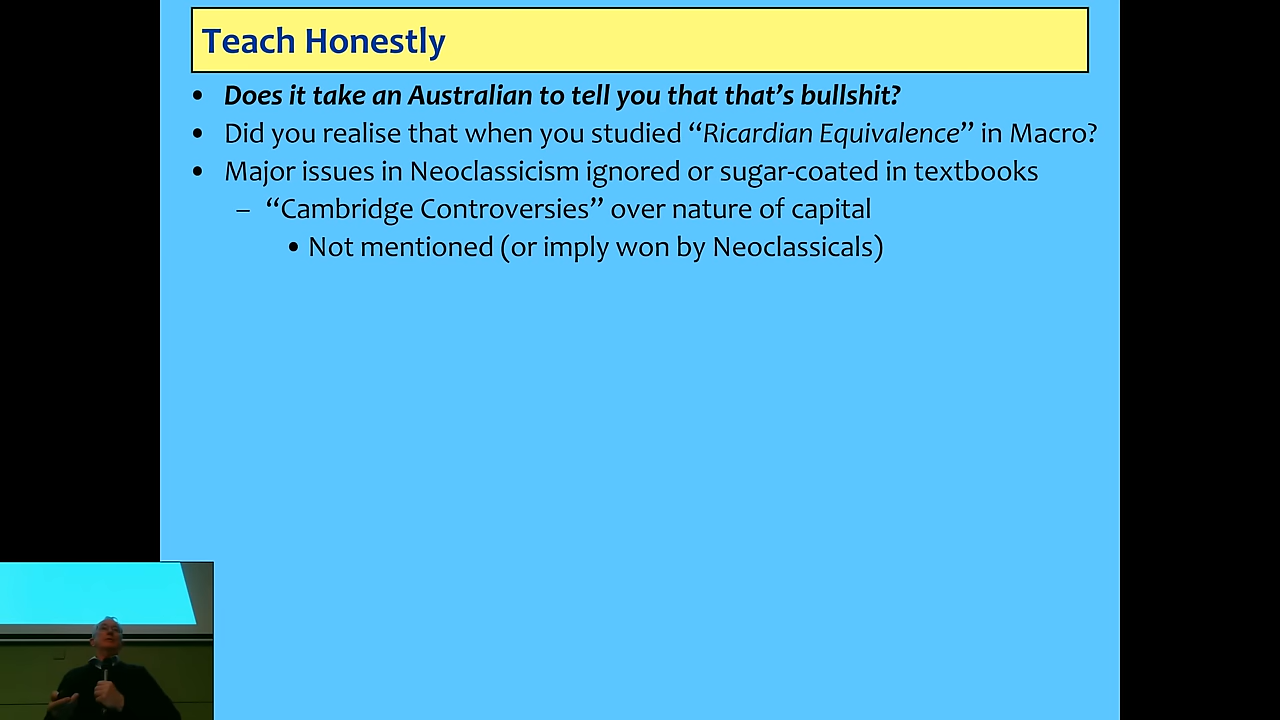 Teach Honestly
• Does it take an Australian to tell you that that’s bullshit?
• Did you realise that when you studied “Ricardian Equivalence” in Macro?
• Major issues in Neoclassicism ignored or sugar-coated in textbooks
– “Cambridge Controversies” over nature of capital
• Not mentioned (or imply won by Neoclassicals)